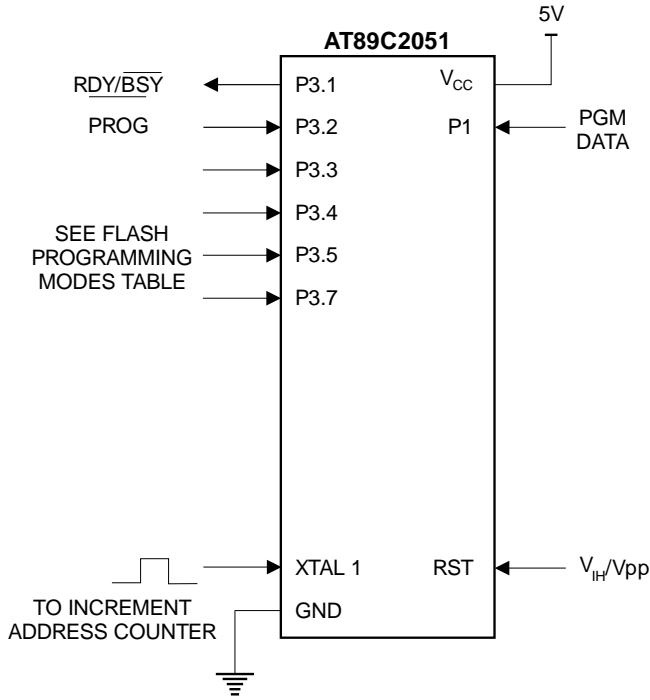 5V
AT89C2051
RDY/BSY
P3.1
VCC
PROG
P3.2
P1
PGM
DATA
P3.3
P3.4
SEE FLASH
PROGRAMMING
MODES TABLE
P3.5
P3.7
XTAL 1
RST
VIH/Vpp
TO INCREMENT
ADDRESS COUNTER
GND